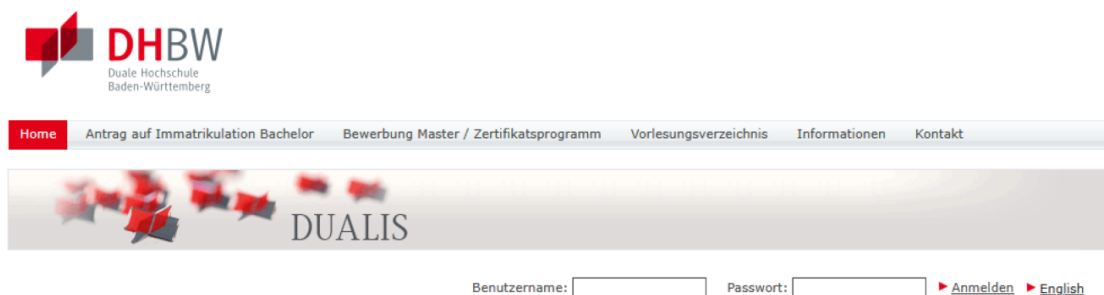 DHBW
Duale Hochschule
Baden-Württemberg
Home Antrag auf Immatrikulation Bachelor Bewerbung Master / Zertifikatsprogramm Vorlesungsverzeichnis Informationen Kontakt
DUALIS
Benutzername: Passwort: Anmelden English